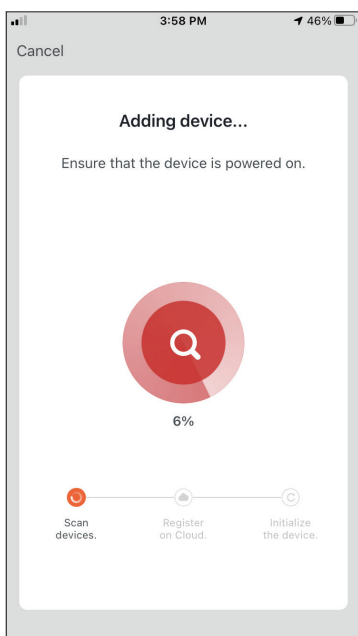 3:58 PM 46%
Cancel
Adding device...
Ensure that the device is powered on.
6%
Scan Register Initialize
devices. on Cloud. the device.